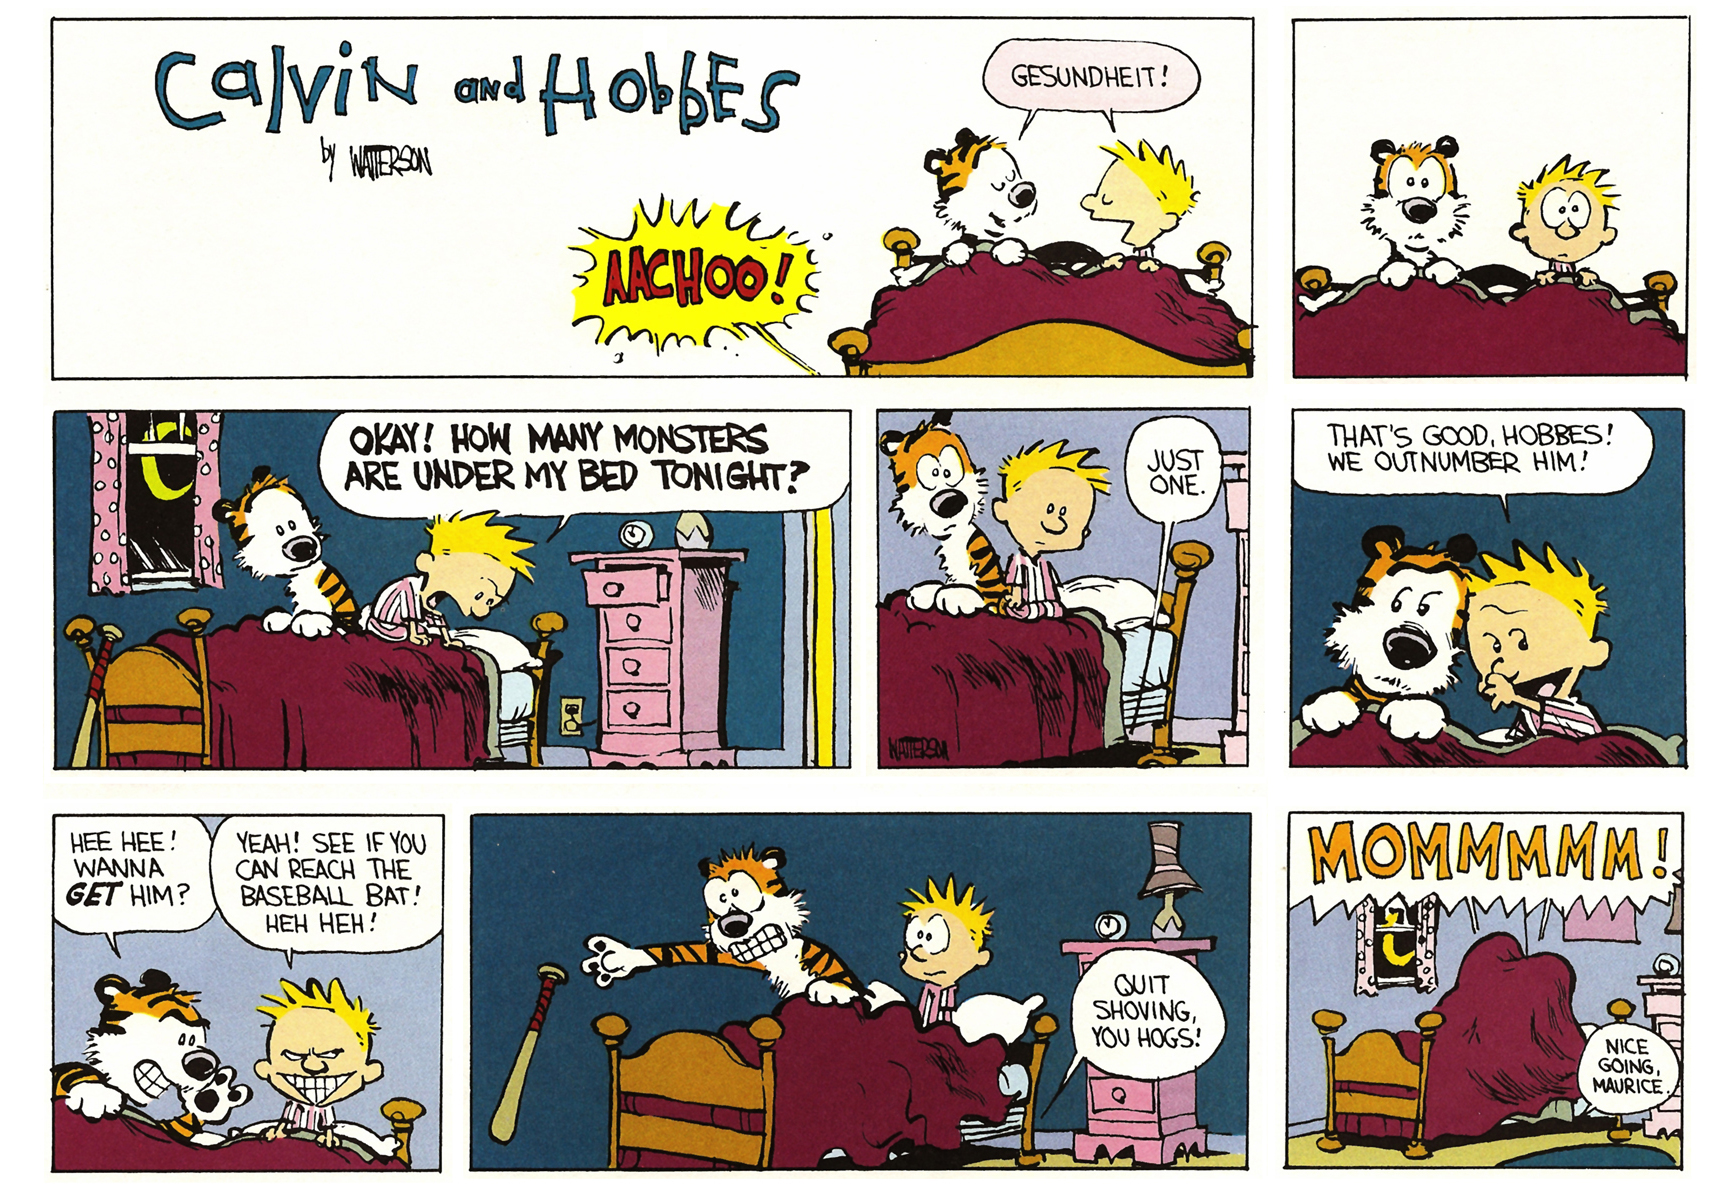 Calvin and HobbES
by WATTERSON
GESUNDHEIT!
AACHOO!
OKAY! HOW MANY MONSTERS
ARE UNDER MY BED TONIGHT?
JUST
ONE.
WATTERSON
THAT'S GOOD, HOBBES!
WE OUTNUMBER HIM!
HEE HEE!
WANNA
GET HIM?
YEAH! SEE IF YOU
CAN REACH THE
BASEBALL BAT!
HEH HEH!
QUIT
SHOVING,
YOU HOGS!
MOMMMMM!
NICE
GOING,
MAURICE.